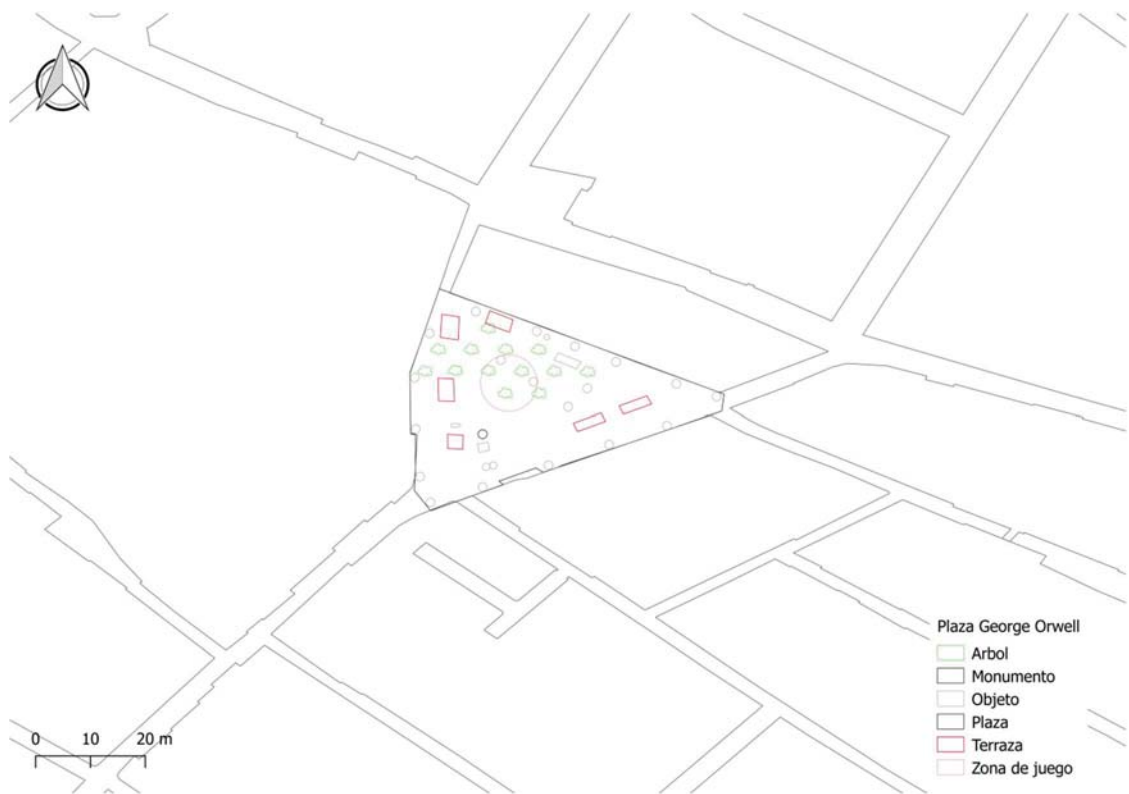 Plaza George Orwell
Arbol
Monumento
Objeto
Plaza
Terraza
Zona de juego
0 10 20 m